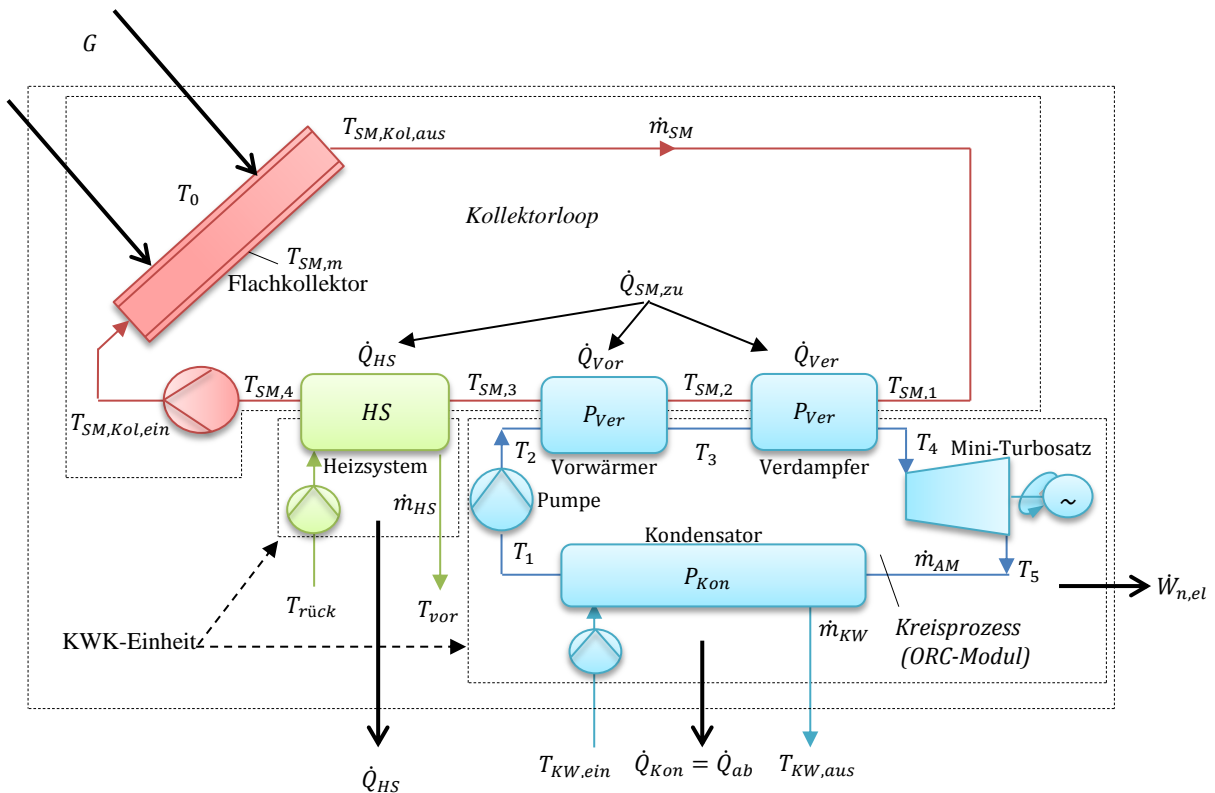 G
T_{SM,Kol,aus}
ṁ_{SM}
T_0
Kollektorloop
T_{SM,m}
Flachkollektor
Q̇_{SM,zu}
Q̇_{HS}
Q̇_{Vor}
Q̇_{Ver}
T_{SM,4}
T_{SM,3}
T_{SM,2}
T_{SM,1}
HS
P_{Ver}
P_{Ver}
T_{SM,Kol,ein}
T_2
T_3
T_4
Mini-Turbosatz
Heizsystem
Vorwärmer
Verdampfer
ṁ_{HS}
Pumpe
~
Kondensator
T_1
P_{Kon}
ṁ_{AM}
T_5
T_{rück}
T_{vor}
Ẇ_{n,el}
ṁ_{KW}
Kreisprozess
(ORC-Modul)
KWK-Einheit
Q̇_{HS}
T_{KW,ein}
Q̇_{Kon} = Q̇_{ab}
T_{KW,aus}